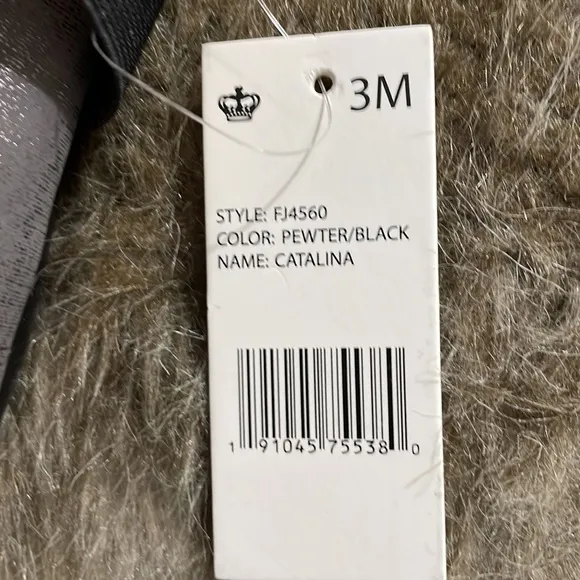 3M
STYLE: FJ4560
COLOR: PEWTER/BLACK
NAME: CATALINA
1 91045 75538 0